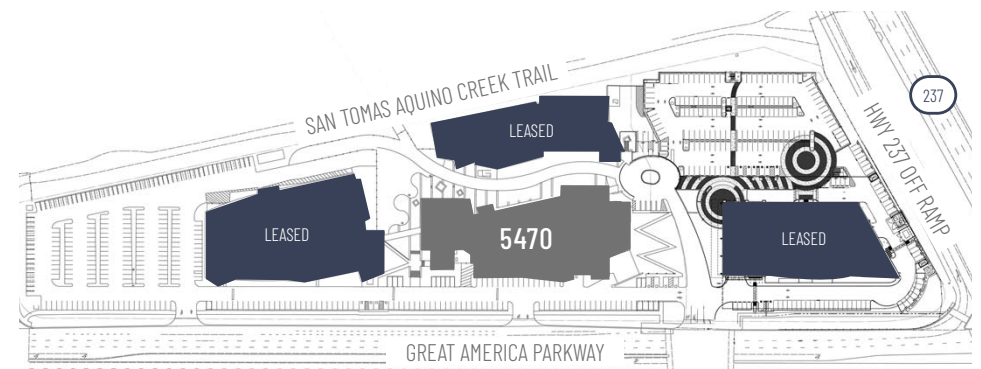 SAN TOMAS AQUINO CREEK TRAIL
237
LEASED
HWY 237 OFF RAMP
LEASED
5470
LEASED
GREAT AMERICA PARKWAY